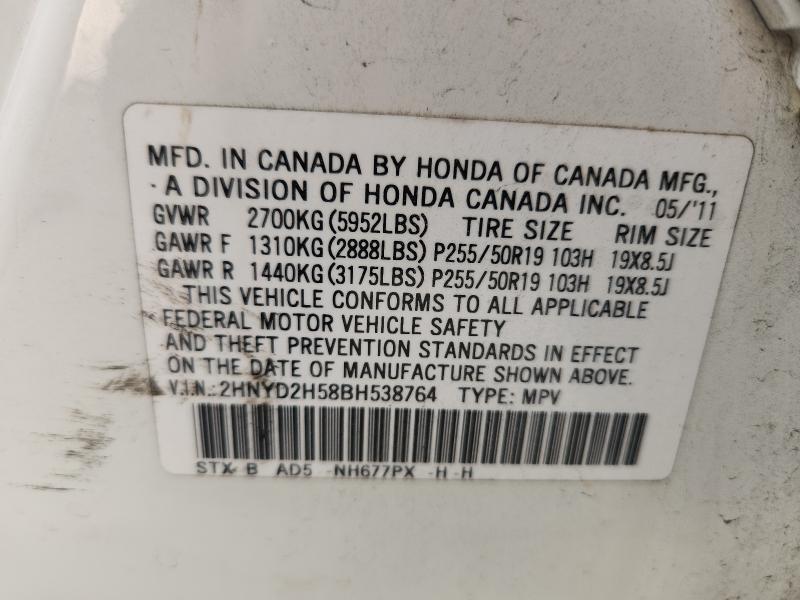 MFD. IN CANADA BY HONDA OF CANADA MFG.,
A DIVISION OF HONDA CANADA INC. 05/'11
GVWR 2700KG(5952LBS) TIRE SIZE RIM SIZE
GAWR F 1310KG(2888LBS) P255/50R19 103H 19X8.5J
GAWR R 1440KG(3175LBS) P255/50R19 103H 19X8.5J
THIS VEHICLE CONFORMS TO ALL APPLICABLE
FEDERAL MOTOR VEHICLE SAFETY
AND THEFT PREVENTION STANDARDS IN EFFECT
ON THE DATE OF MANUFACTURE SHOWN ABOVE.
V.I.N.:2HNYD2H58BH538764 TYPE: MPV
STX B AD5 -NH677PX -H-H